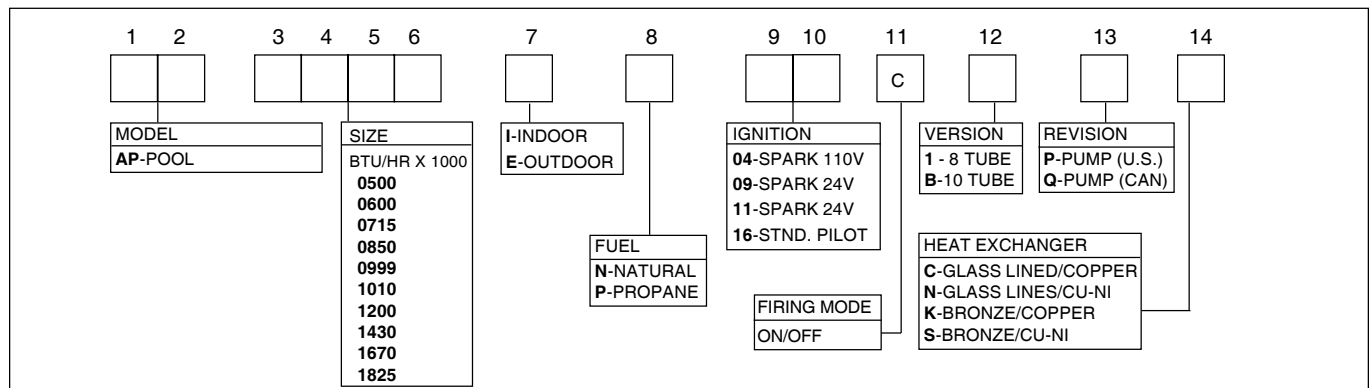 1 2 3 4 5 6 7 8 9 10 11 12 13 14
C
MODEL
AP-POOL
SIZE
BTU/HR X 1000
0500
0600
0715
0850
0999
1010
1200
1430
1670
1825
I-INDOOR
E-OUTDOOR
FUEL
N-NATURAL
P-PROPANE
IGNITION
04-SPARK 110V
09-SPARK 24V
11-SPARK 24V
16-STND. PILOT
FIRING MODE
ON/OFF
VERSION
1 - 8 TUBE
B-10 TUBE
REVISION
P-PUMP (U.S.)
Q-PUMP (CAN)
HEAT EXCHANGER
C-GLASS LINED/COPPER
N-GLASS LINES/CU-NI
K-BRONZE/COPPER
S-BRONZE/CU-NI